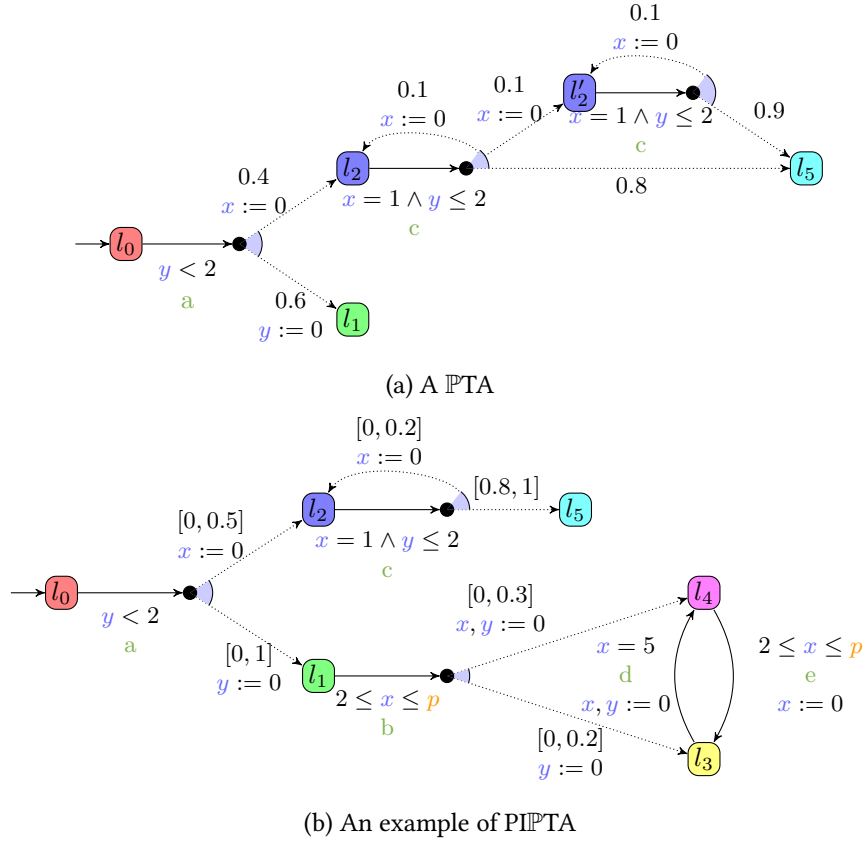 0.1
x := 0
0.1
x := 0
l₂′
0.1
x := 0
x = 1 ∧ y ≤ 2
c
0.9
0.4
x := 0
l₂
x = 1 ∧ y ≤ 2
c
0.8
l₅
l₀
y < 2
a
0.6
y := 0
l₁
(a) A ℙTA
[0, 0.2]
x := 0
[0.8, 1]
[0, 0.5]
x := 0
l₂
x = 1 ∧ y ≤ 2
c
l₅
l₀
y < 2
a
[0, 1]
y := 0
l₁
2 ≤ x ≤ p
b
[0, 0.3]
x, y := 0
l₄
x = 5
d
x, y := 0
2 ≤ x ≤ p
e
x := 0
[0, 0.2]
y := 0
l₃
(b) An example of PIℙTA